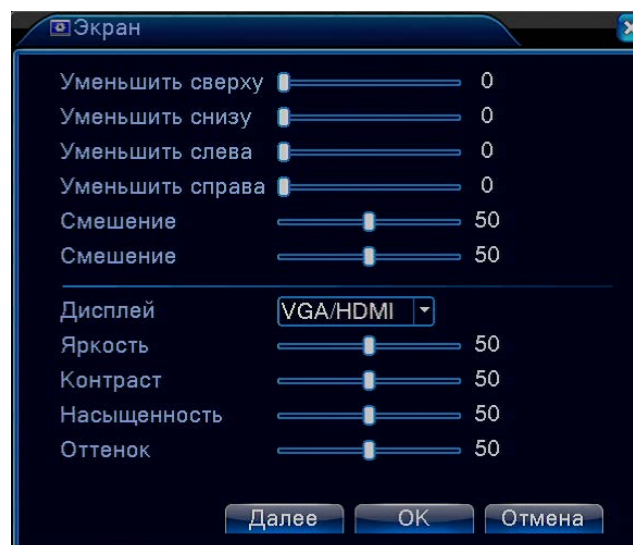 Экран
Уменьшить сверху 0
Уменьшить снизу 0
Уменьшить слева 0
Уменьшить справа 0
Смешение 50
Смешение 50
Дисплей VGA/HDMI
Яркость 50
Контраст 50
Насыщенность 50
Оттенок 50
Далее OK Отмена